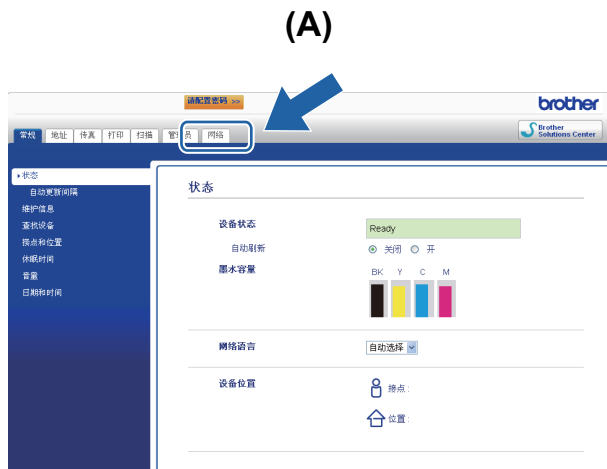 (A)
请配置密码 >>
brother
常规 地址 传真 打印 扫描 管理员 网络
Brother
Solutions Center
状态
自动更新间隔
维护信息
查找设备
接点和位置
休眠时间
音量
日期和时间
状态
设备状态
Ready
自动刷新
关闭 开
墨水容量
BK Y C M
网络语言
自动选择
设备位置
接点:
位置: